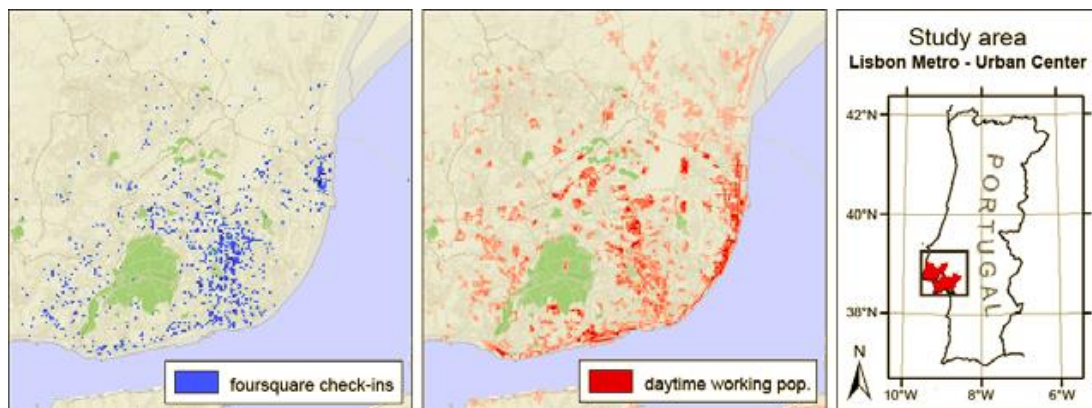 foursquare check-ins
daytime working pop.
Study area
Lisbon Metro - Urban Center
42°N
PORTUGAL
40°N
38°N
N
10°W
8°W
6°W